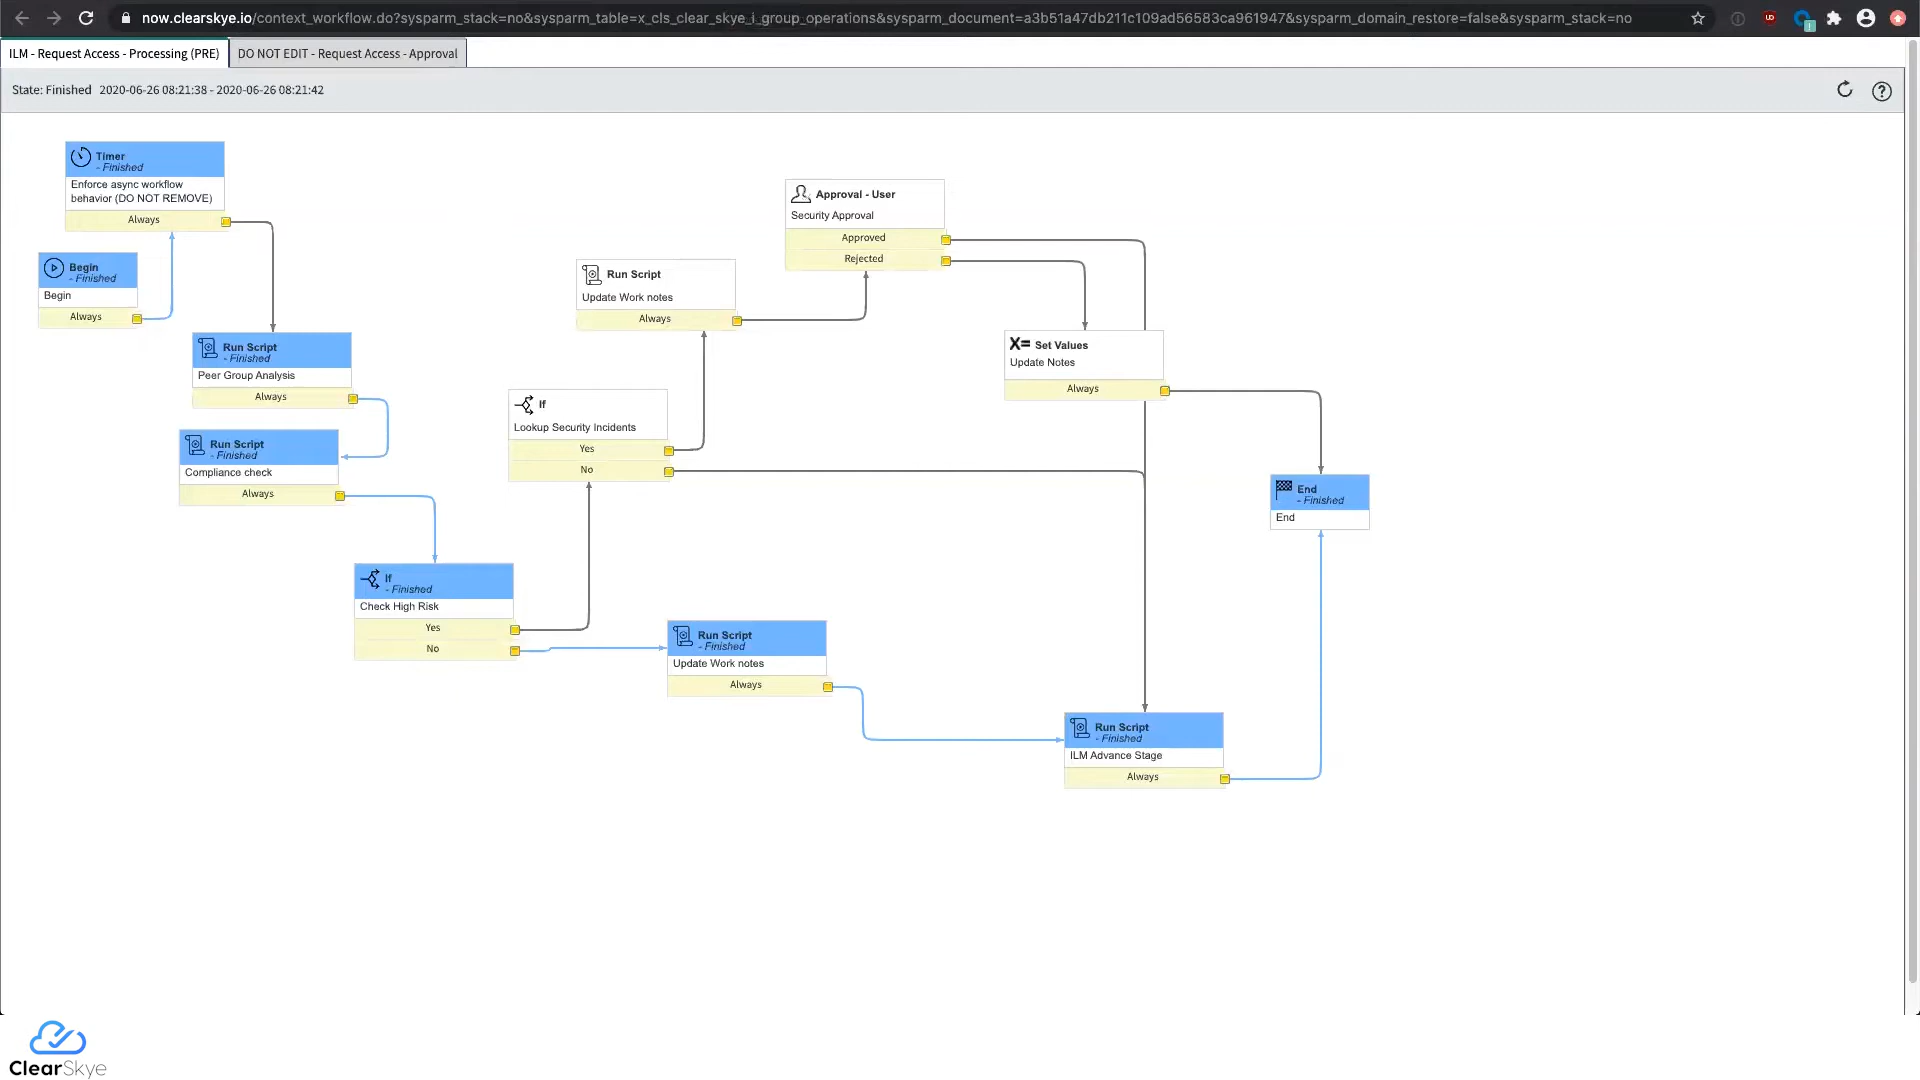 now.clearskye.io/context_workflow.do?sysparm_stack=no&sysparm_table=x_cls_clear_skye_i_group_operations&sysparm_document=a3b51a47db211c109ad56583ca961947&sysparm_domain_restore=false&sysparm_stack=no
ILM - Request Access - Processing (PRE)
DO NOT EDIT - Request Access - Approval
State: Finished 2020-06-26 08:21:38 - 2020-06-26 08:21:42
Timer
- Finished
Enforce async workflow
behavior (DO NOT REMOVE)
Always
Begin
- Finished
Begin
Always
Run Script
- Finished
Peer Group Analysis
Always
Run Script
- Finished
Compliance check
Always
If
- Finished
Check High Risk
Yes
No
If
Lookup Security Incidents
Yes
No
Run Script
Update Work notes
Always
Approval - User
Security Approval
Approved
Rejected
X= Set Values
Update Notes
Always
Run Script
- Finished
Update Work notes
Always
Run Script
- Finished
ILM Advance Stage
Always
End
- Finished
End
ClearSkye